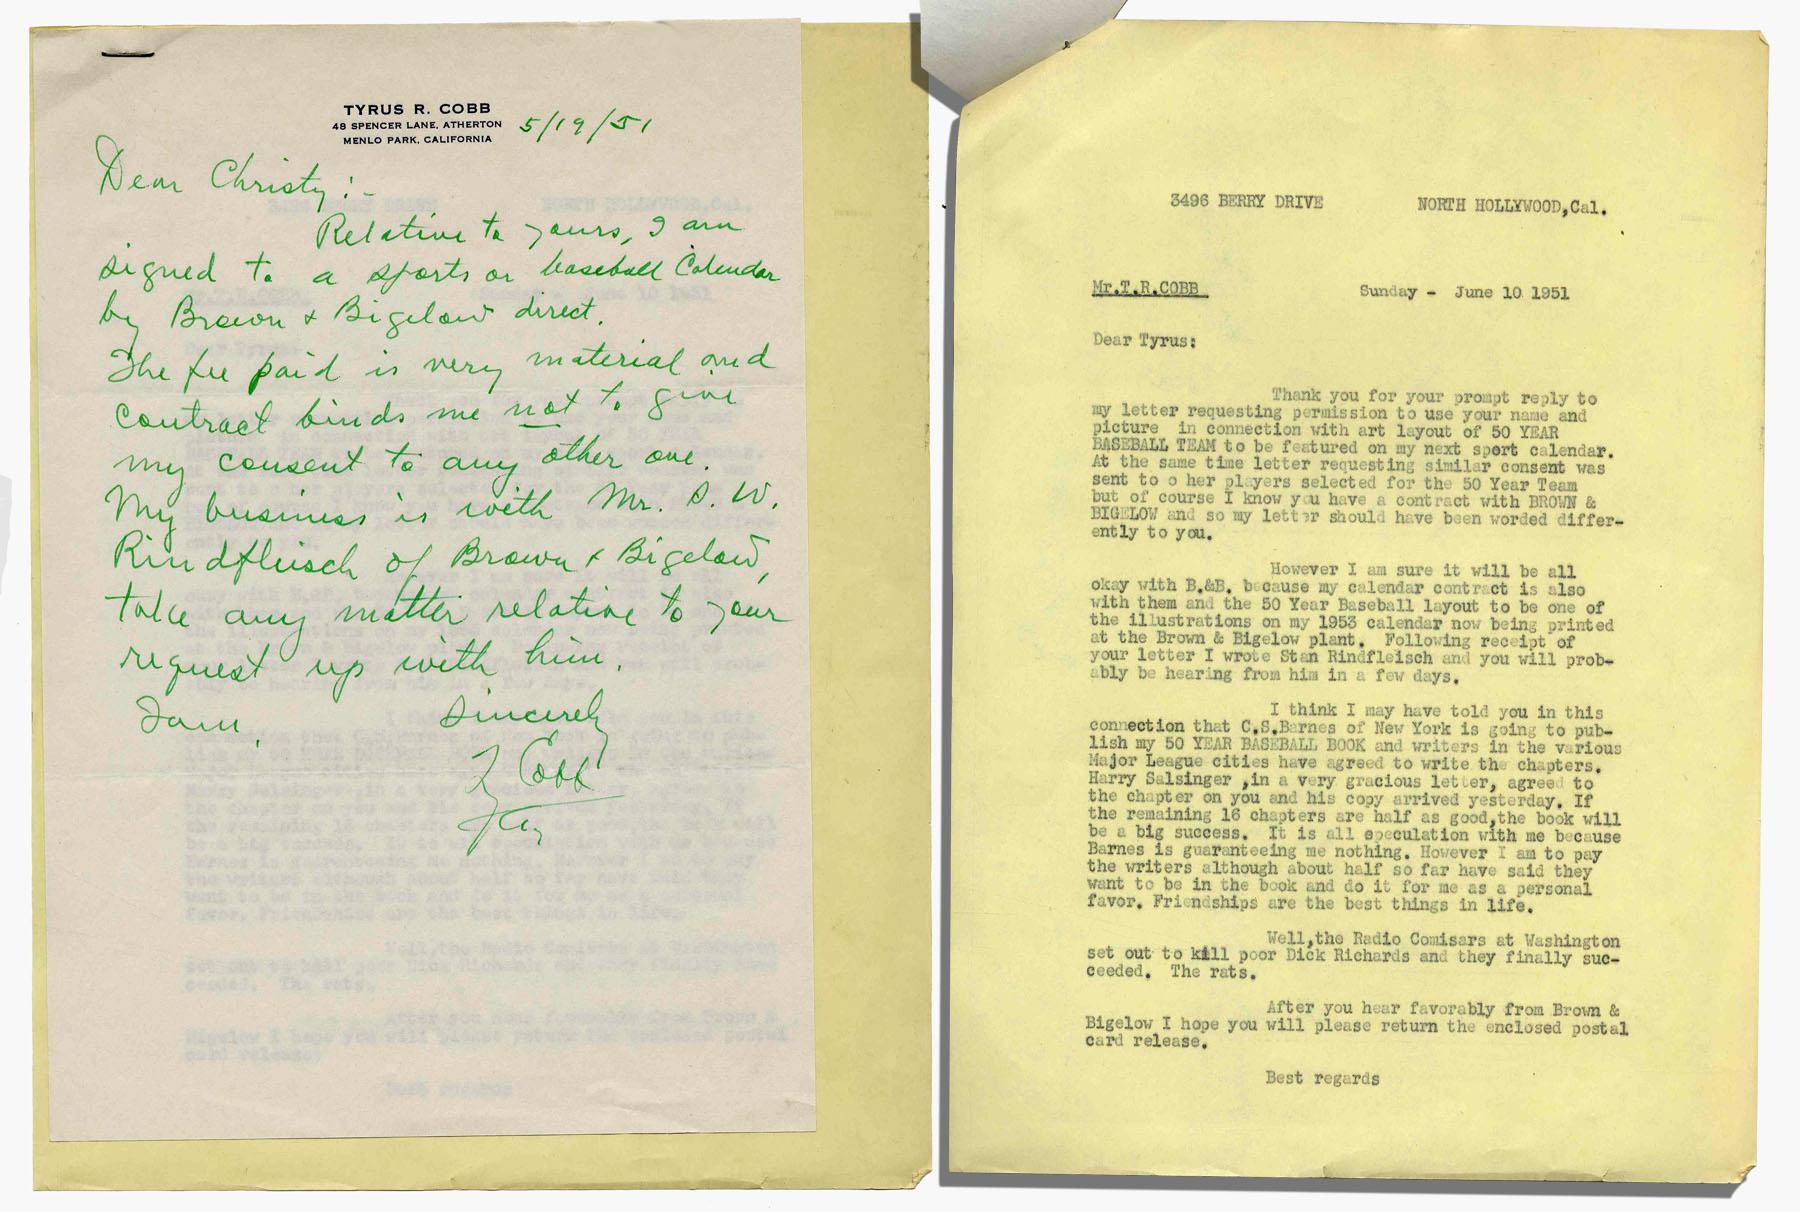 TYRUS R. COBB
48 SPENCER LANE, ATHERTON
MENLO PARK, CALIFORNIA
5/19/51
Dear Christy:-
Relative to yours, I am
signed to a sports or baseball Calendar
by Brown & Bigelow direct.
The fee paid is very material and
contract binds me not to give
my consent to any other one.
My business is with Mr. S. W.
Rindfleisch of Brown & Bigelow,
take any matter relative to your
request up with him.
I am, Sincerely
Ty Cobb
3496 BERRY DRIVE NORTH HOLLYWOOD,Cal.
Mr.T.R.COBB Sunday - June 10 1951
Dear Tyrus:
Thank you for your prompt reply to
my letter requesting permission to use your name and
picture in connection with art layout of 50 YEAR
BASEBALL TEAM to be featured on my next sport calendar.
At the same time letter requesting similar consent was
sent to o her players selected for the 50 Year Team
but of course I know you have a contract with BROWN &
BIGELOW and so my letter should have been worded differ-
ently to you.
However I am sure it will be all
okay with B.&B. because my calendar contract is also
with them and the 50 Year Baseball layout to be one of
the illustrations on my 1953 calendar now being printed
at the Brown & Bigelow plant. Following receipt of
your letter I wrote Stan Rindfleisch and you will prob-
ably be hearing from him in a few days.
I think I may have told you in this
connection that C.S.Barnes of New York is going to pub-
lish my 50 YEAR BASEBALL BOOK and writers in the various
Major League cities have agreed to write the chapters.
Harry Salsinger ,in a very gracious letter, agreed to
the chapter on you and his copy arrived yesterday. If
the remaining 16 chapters are half as good,the book will
be a big success. It is all speculation with me because
Barnes is guaranteeing me nothing. However I am to pay
the writers although about half so far have said they
want to be in the book and do it for me as a personal
favor. Friendships are the best things in life.
Well,the Radio Comisars at Washington
set out to kill poor Dick Richards and they finally suc-
ceeded. The rats.
After you hear favorably from Brown &
Bigelow I hope you will please return the enclosed postal
card release.
Best regards